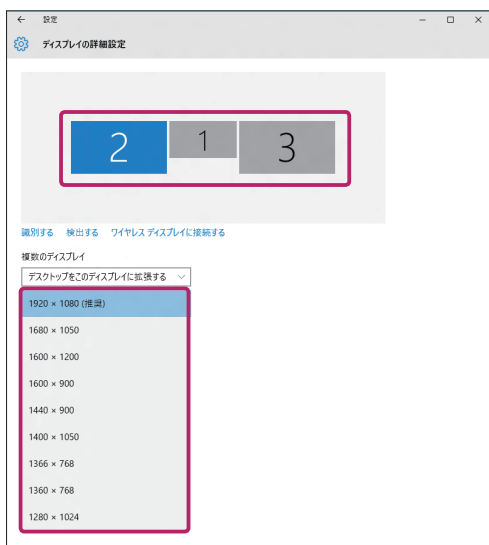 設定
ディスプレイの詳細設定
2 1 3
識別する 検出する ワイヤレス ディスプレイに接続する
複数のディスプレイ
デスクトップをこのディスプレイに拡張する
1920 × 1080 (推奨)
1680 × 1050
1600 × 1200
1600 × 900
1440 × 900
1400 × 1050
1366 × 768
1360 × 768
1280 × 1024